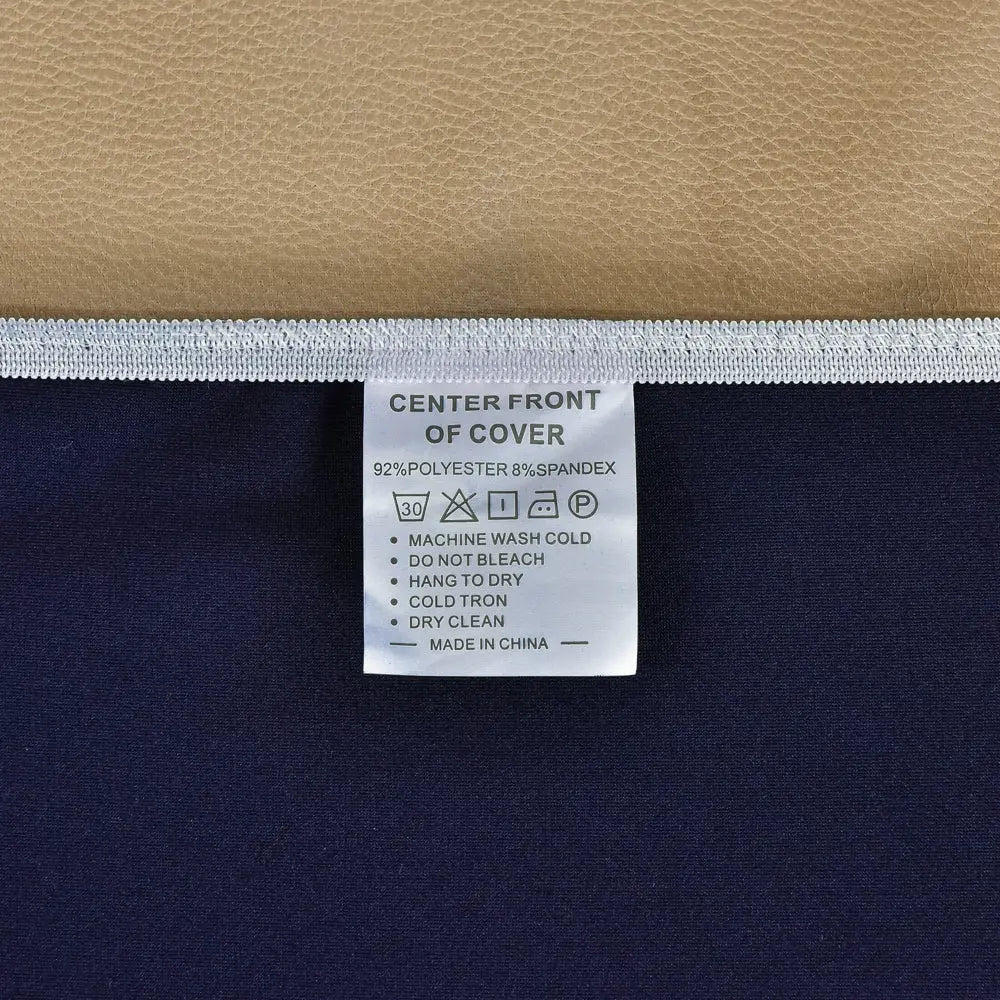 CENTER FRONT
OF COVER
92%POLYESTER 8%SPANDEX
30 P
• MACHINE WASH COLD
• DO NOT BLEACH
• HANG TO DRY
• COLD TRON
• DRY CLEAN
— MADE IN CHINA —